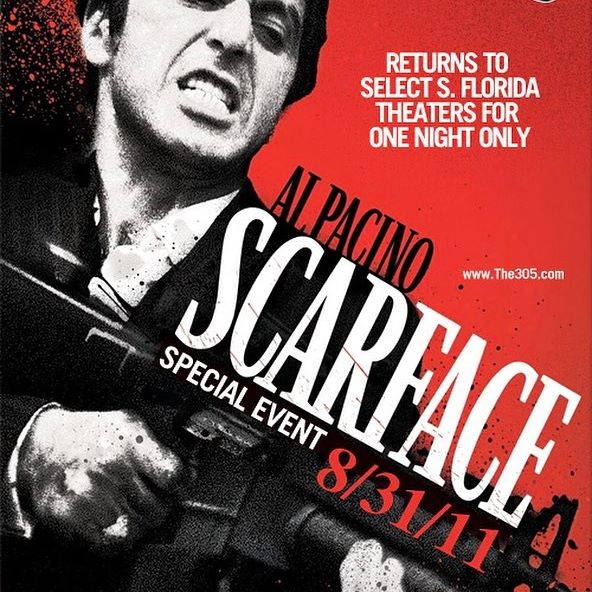 RETURNS TO
SELECT S. FLORIDA
THEATERS FOR
ONE NIGHT ONLY
AL PACINO
www.The305.com
SCARFACE
SPECIAL EVENT
8/31/11